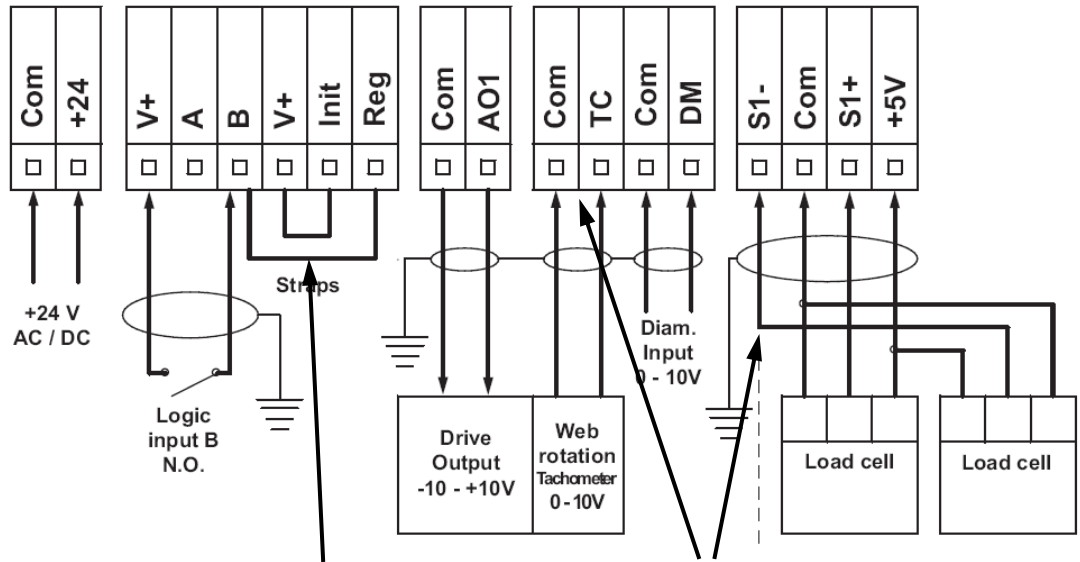 Com
+24
V+
A
B
V+
Init
Reg
Com
AO1
Com
TC
Com
DM
S1-
Com
S1+
+5V
+24 V
AC / DC
Straps
Logic
input B
N.O.
Diam.
Input
0 - 10V
Drive
Output
-10 - +10V
Web
rotation
Tachometer
0 -10V
Load cell
Load cell